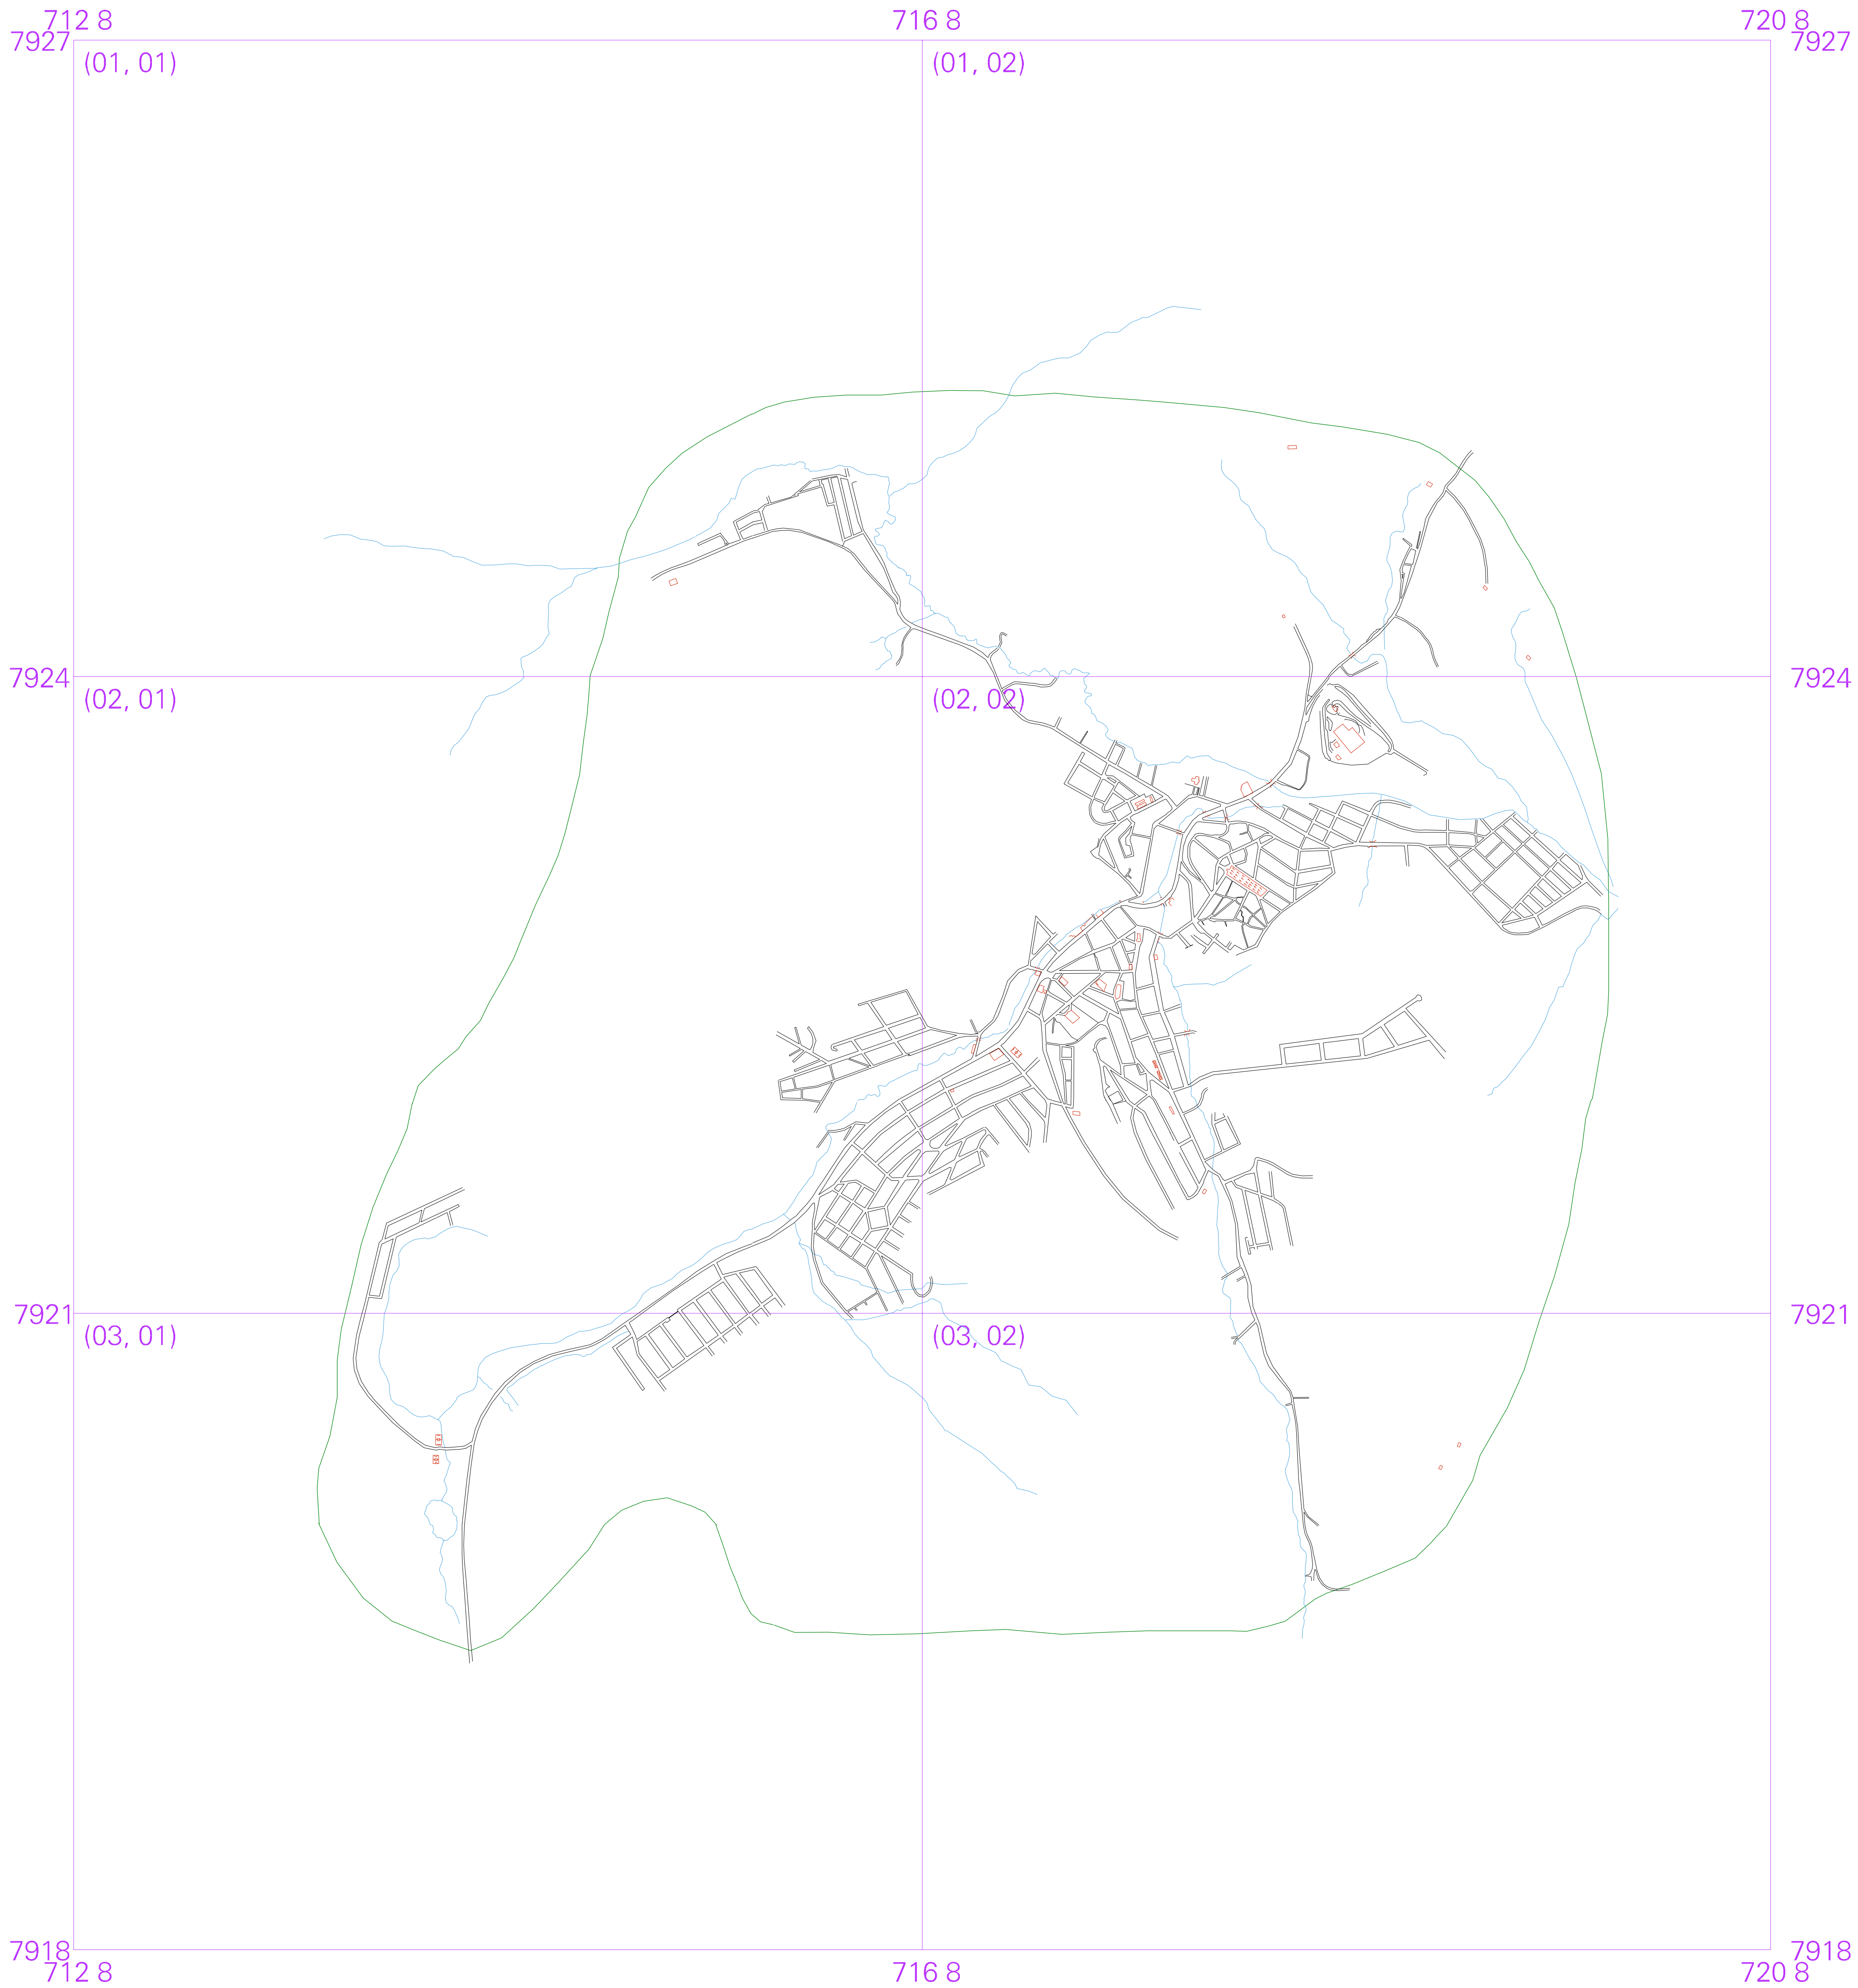 712 8 716 8 720 8
7927 7927
(01, 01) (01, 02)
7924 7924
(02, 01) (02, 02)
7921 7921
(03, 01) (03, 02)
7918 7918
712 8 716 8 720 8